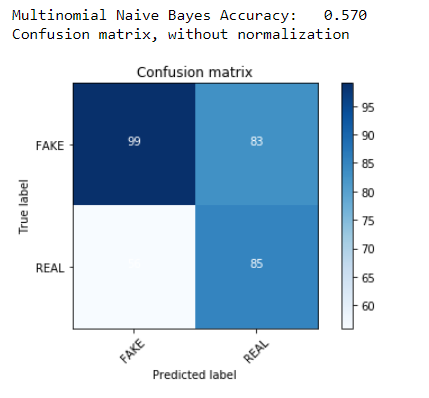 Multinomial Naive Bayes Accuracy: 0.570
Confusion matrix, without normalization
Confusion matrix
True label
FAKE
99
83
REAL
85
FAKE
REAL
Predicted label
95
90
85
80
75
70
65
60